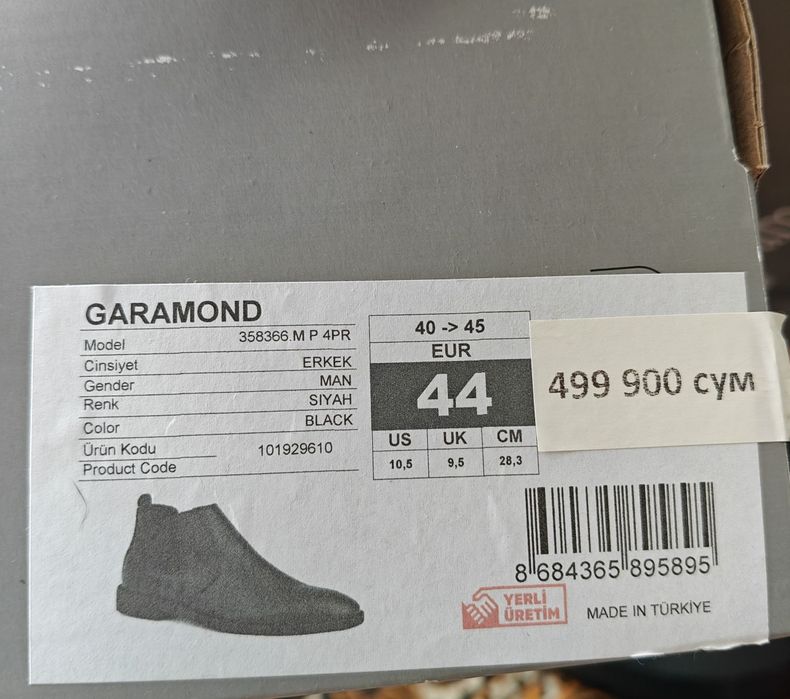 GARAMOND
Model 358366.M P 4PR
Cinsiyet ERKEK
Gender MAN
Renk SIYAH
Color BLACK
Ürün Kodu 101929610
Product Code
40 -> 45
EUR
44
US UK CM
10,5 9,5 28,3
499 900 сум
8 684365 895895
YERLİ
ÜRETİM
MADE IN TÜRKİYE